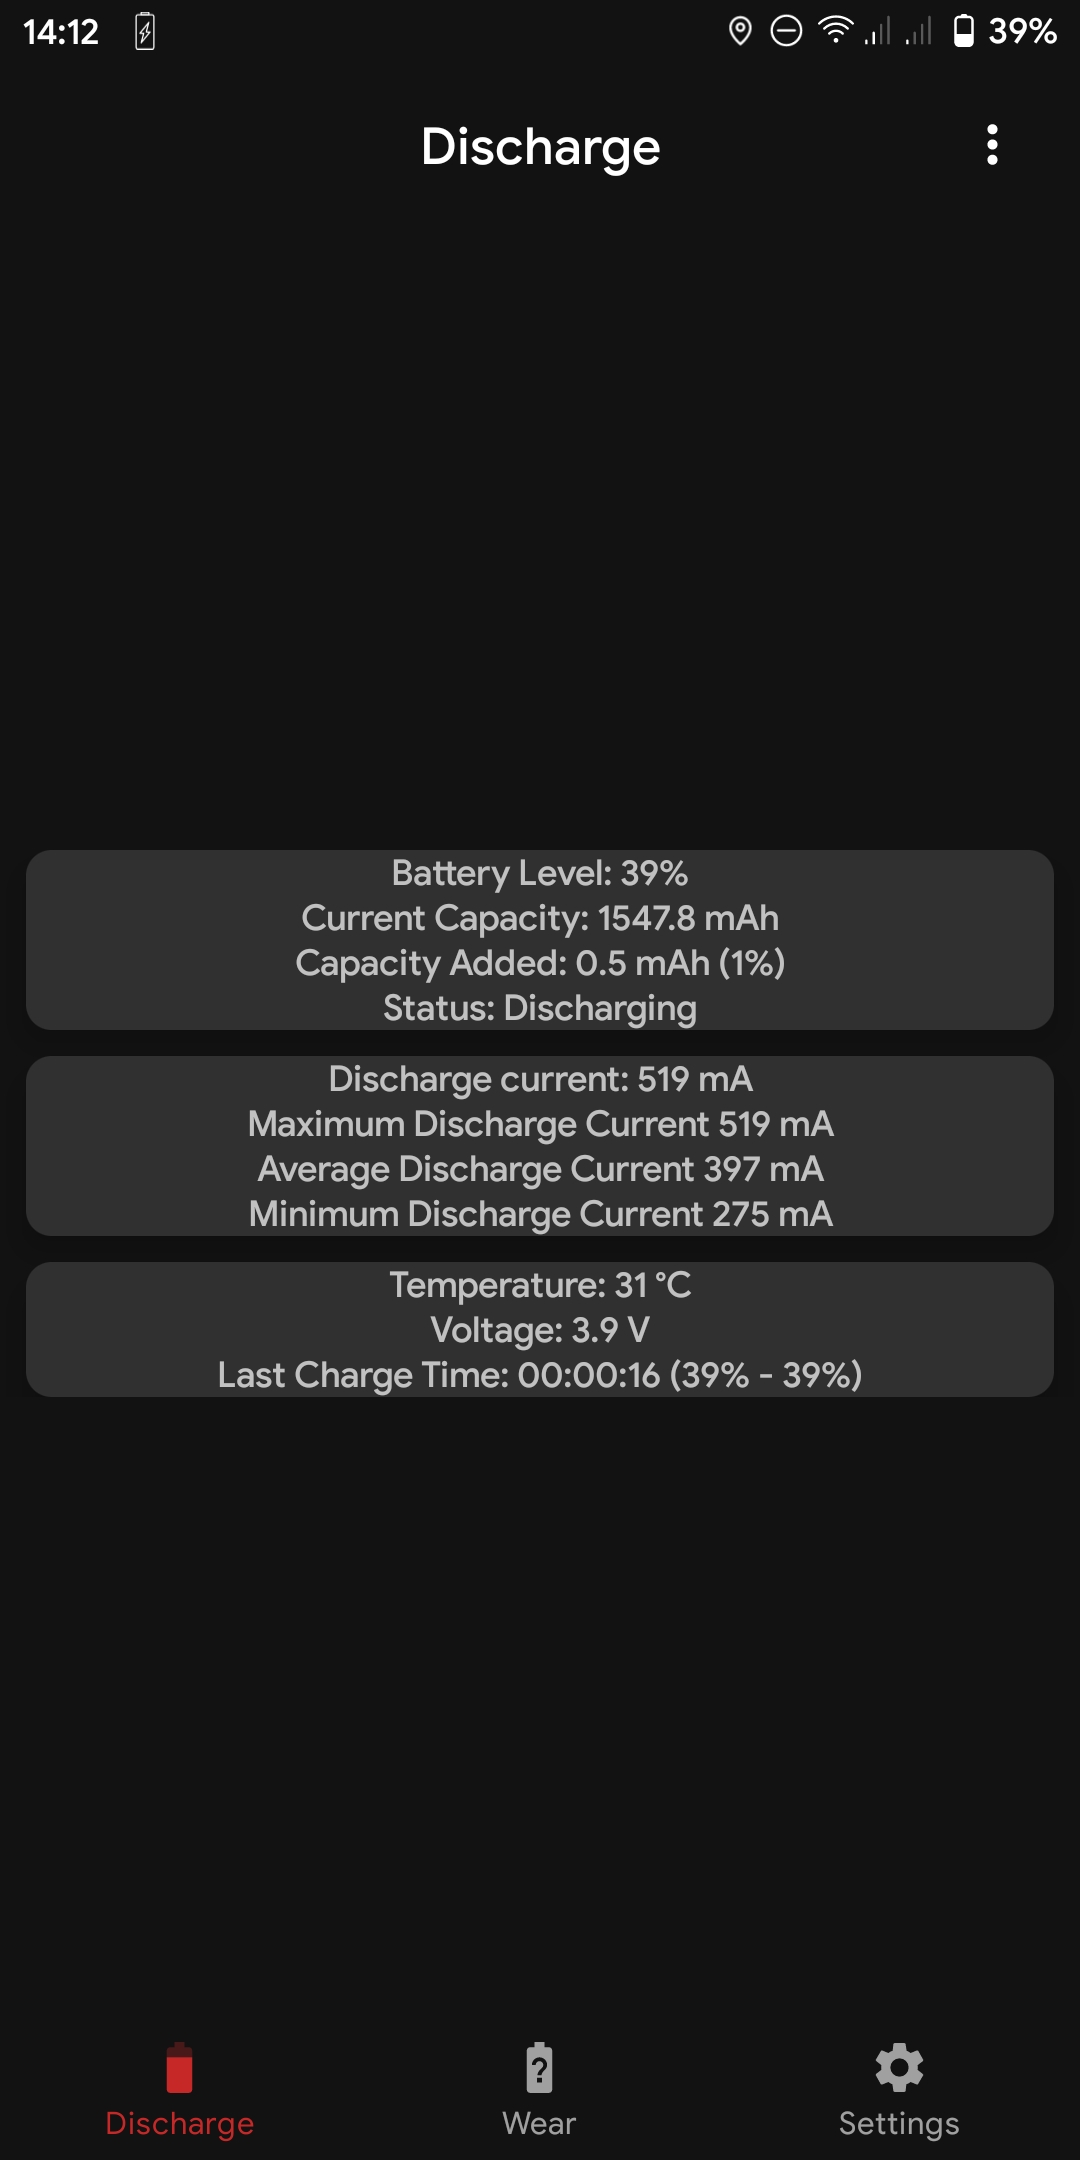 14:12
39%
Discharge
Battery Level: 39%
Current Capacity: 1547.8 mAh
Capacity Added: 0.5 mAh (1%)
Status: Discharging
Discharge current: 519 mA
Maximum Discharge Current 519 mA
Average Discharge Current 397 mA
Minimum Discharge Current 275 mA
Temperature: 31 °C
Voltage: 3.9 V
Last Charge Time: 00:00:16 (39% - 39%)
Discharge
Wear
Settings